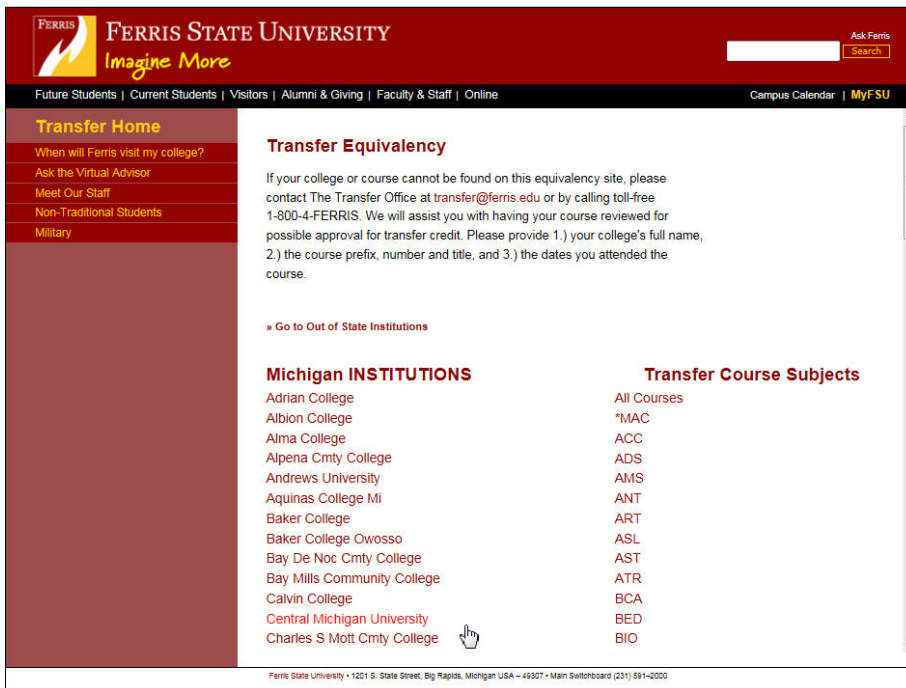 FERRIS
FERRIS STATE UNIVERSITY
Imagine More
Ask Ferris
Search
Future Students | Current Students | Visitors | Alumni & Giving | Faculty & Staff | Online
Campus Calendar | MyFSU
Transfer Home
When will Ferris visit my college?
Ask the Virtual Advisor
Meet Our Staff
Non-Traditional Students
Military
Transfer Equivalency
If your college or course cannot be found on this equivalency site, please
contact The Transfer Office at transfer@ferris.edu or by calling toll-free
1-800-4-FERRIS. We will assist you with having your course reviewed for
possible approval for transfer credit. Please provide 1.) your college's full name,
2.) the course prefix, number and title, and 3.) the dates you attended the
course.
» Go to Out of State Institutions
Michigan INSTITUTIONS
Adrian College
Albion College
Alma College
Alpena Cmty College
Andrews University
Aquinas College Mi
Baker College
Baker College Owosso
Bay De Noc Cmty College
Bay Mills Community College
Calvin College
Central Michigan University
Charles S Mott Cmty College
Transfer Course Subjects
All Courses
*MAC
ACC
ADS
AMS
ANT
ART
ASL
AST
ATR
BCA
BED
BIO
Ferris State University • 1201 S. State Street, Big Rapids, Michigan USA – 49307 • Main Switchboard (231) 591–2000